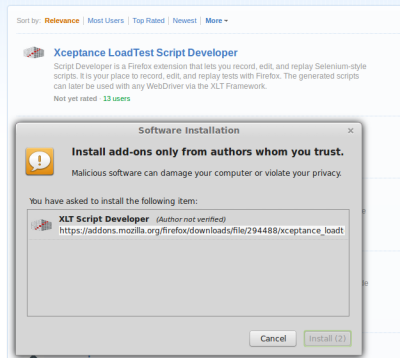 Sort by: Relevance Most Users Top Rated Newest More
Xceptance LoadTest Script Developer
Script Developer is a Firefox extension that lets you record, edit, and replay Selenium-style
scripts. It is your place to record, edit, and replay tests with Firefox. The generated scripts
can later be used with any WebDriver via the XLT Framework.
Not yet rated · 13 users
Software Installation
Install add-ons only from authors whom you trust.
Malicious software can damage your computer or violate your privacy.
You have asked to install the following item:
XLT Script Developer (Author not verified)
https://addons.mozilla.org/firefox/downloads/file/294488/xceptance_loadt
Cancel Install (2)